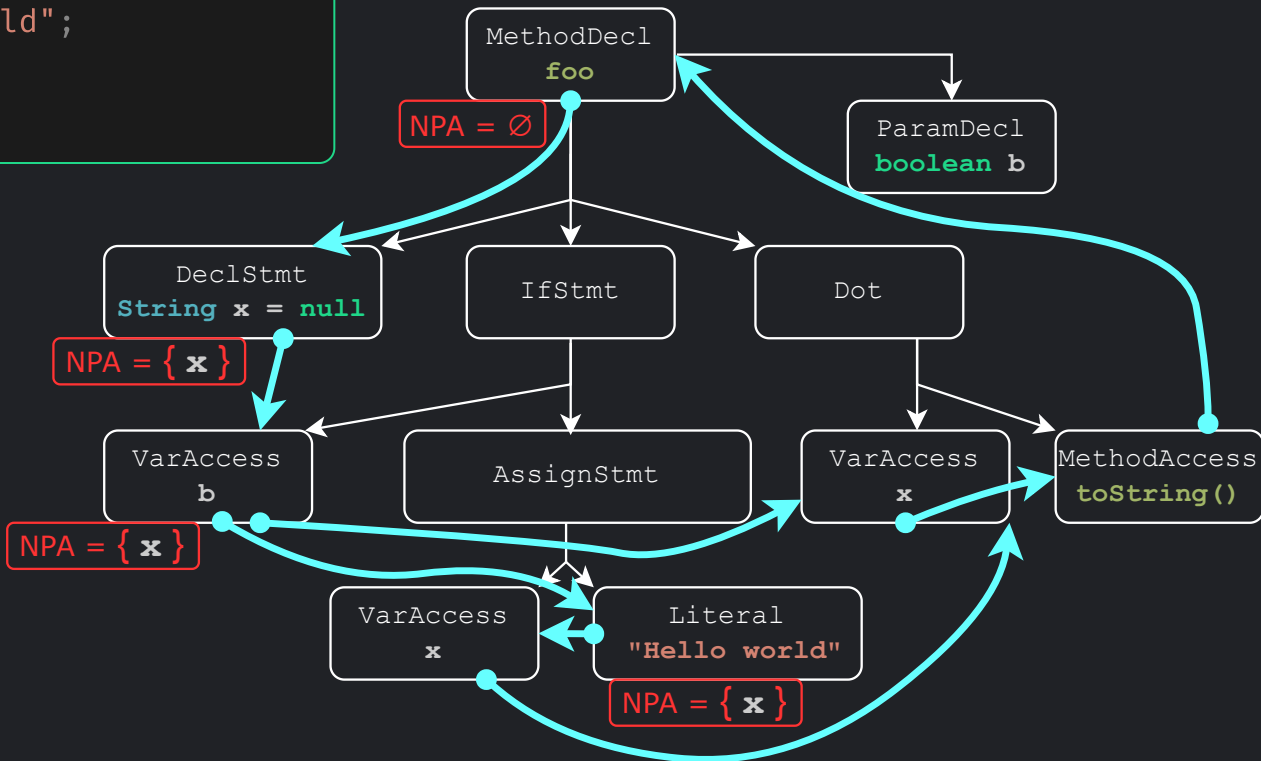 ld";
MethodDecl
foo
NPA = ∅
ParamDecl
boolean b
DeclStmt
String x = null
NPA = { x }
IfStmt
Dot
VarAccess
b
NPA = { x }
AssignStmt
VarAccess
x
MethodAccess
toString()
VarAccess
x
Literal
"Hello world"
NPA = { x }